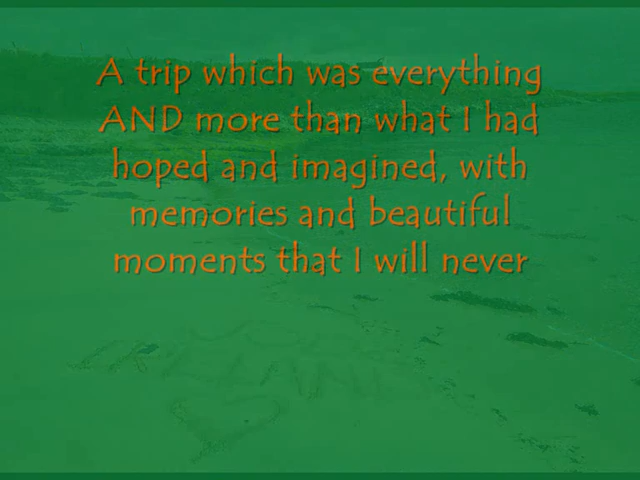 A trip which was everything
AND more than what I had
hoped and imagined, with
memories and beautiful
moments that I will never